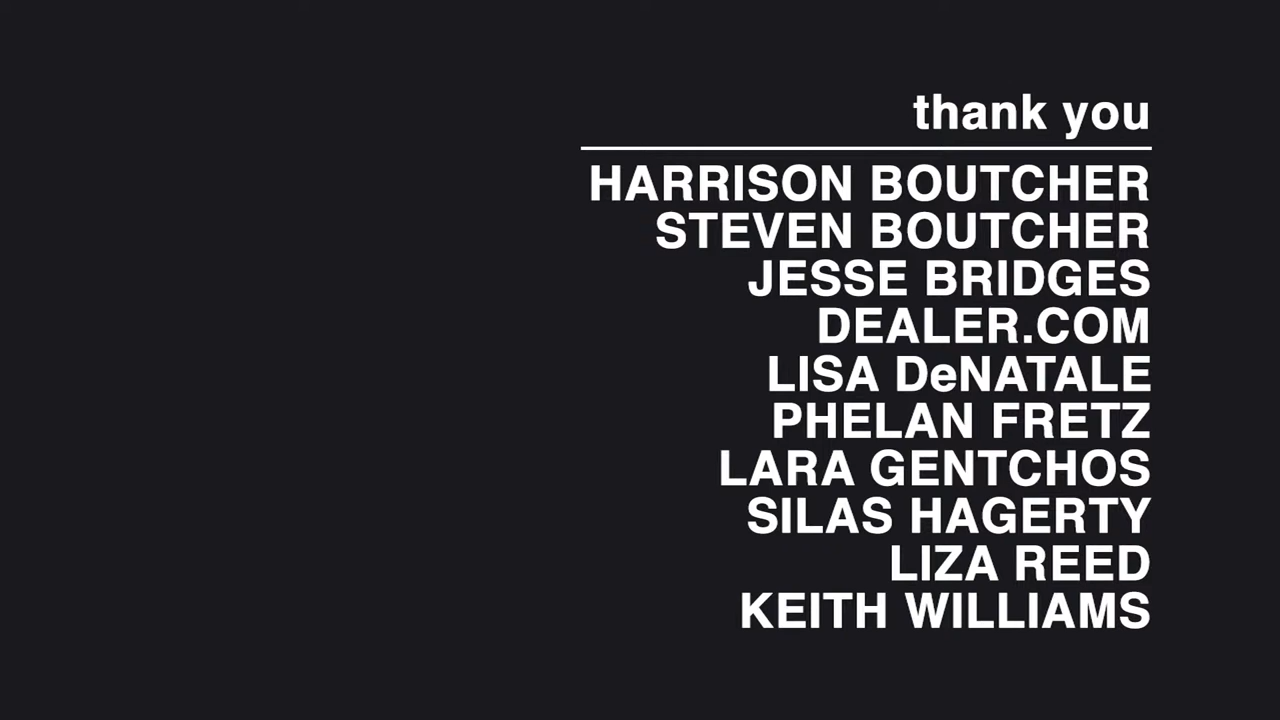 thank you
HARRISON BOUTCHER
STEVEN BOUTCHER
JESSE BRIDGES
DEALER.COM
LISA DeNATALE
PHELAN FRETZ
LARA GENTCHOS
SILAS HAGERTY
LIZA REED
KEITH WILLIAMS